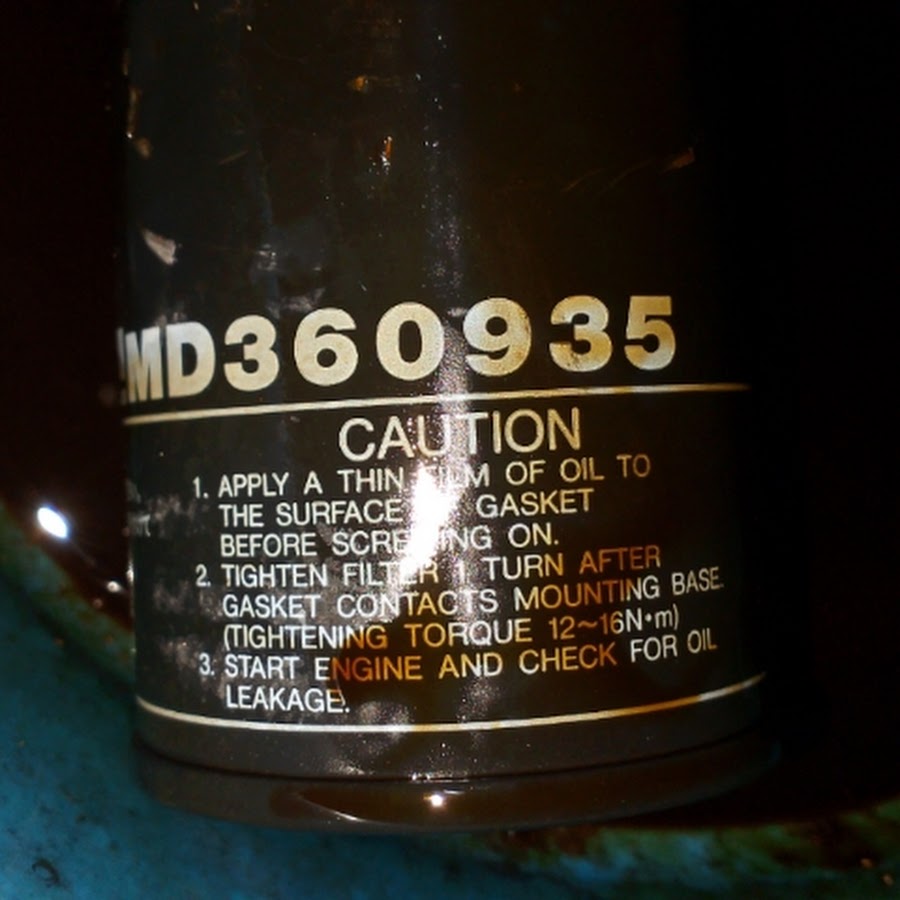 MD360935
CAUTION
1. APPLY A THIN FILM OF OIL TO
THE SURFACE GASKET
BEFORE SCREWING ON.
2. TIGHTEN FILTER 1 TURN AFTER
GASKET CONTACTS MOUNTING BASE.
(TIGHTENING TORQUE 12~16N•m)
3. START ENGINE AND CHECK FOR OIL
LEAKAGE.